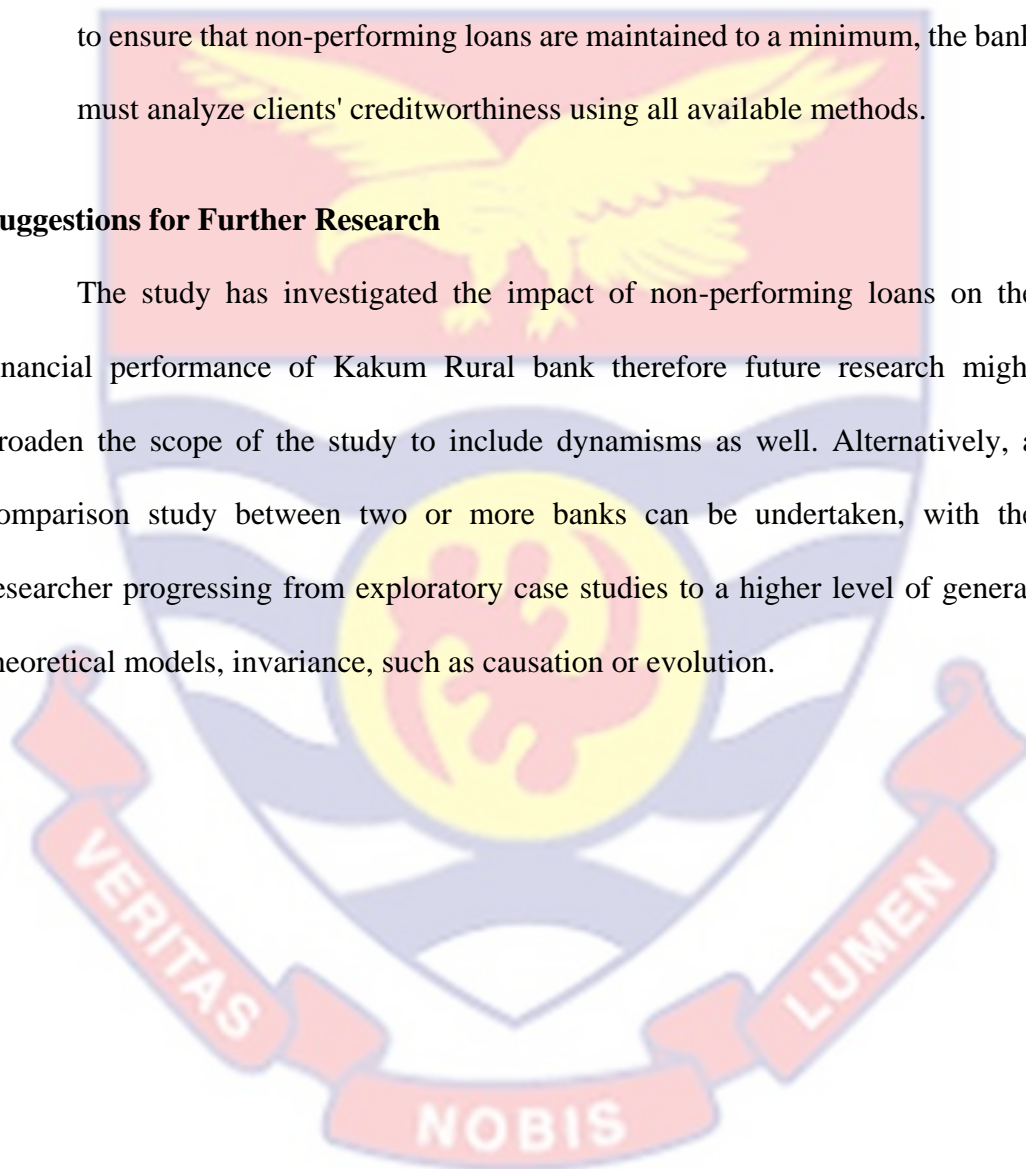 to ensure that non-performing loans are maintained to a minimum, the bank
must analyze clients' creditworthiness using all available methods.
uggestions for Further Research
The study has investigated the impact of non-performing loans on the
nancial performance of Kakum Rural bank therefore future research migh
roaden the scope of the study to include dynamisms as well. Alternatively, a
omparison study between two or more banks can be undertaken, with the
esearcher progressing from exploratory case studies to a higher level of genera
heoretical models, invariance, such as causation or evolution.
VERITAS
NOBIS
LUMEN